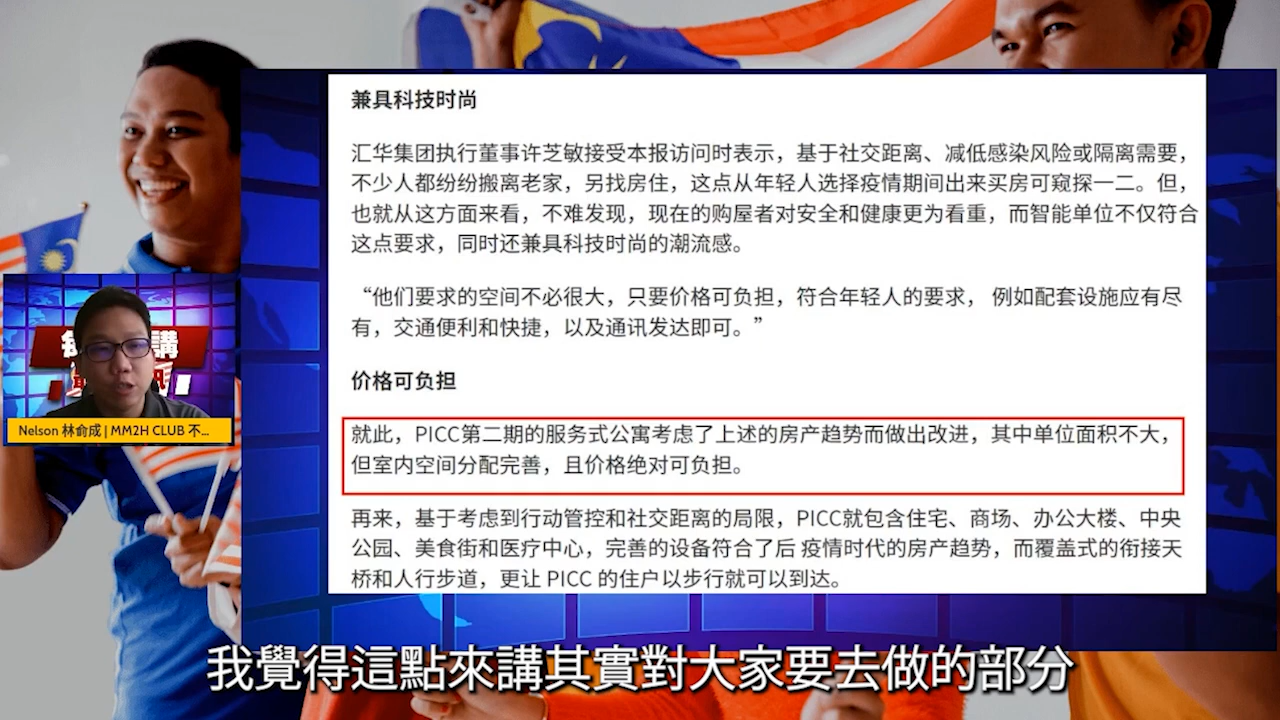 兼具科技时尚
汇华集团执行董事许芝敏接受本报访问时表示，基于社交距离、减低感染风险或隔离需要，
不少人都纷纷搬离老家，另找房住，这点从年轻人选择疫情期间出来买房可窥探一二。但，
也就从这方面来看，不难发现，现在的购屋者对安全和健康更为看重，而智能单位不仅符合
这点要求，同时还兼具科技时尚的潮流感。
“他们要求的空间不必很大，只要价格可负担，符合年轻人的要求， 例如配套设施应有尽
有，交通便利和快捷，以及通讯发达即可。”
价格可负担
就此，PICC第二期的服务式公寓考虑了上述的房产趋势而做出改进，其中单位面积不大，
但室内空间分配完善，且价格绝对可负担。
再来，基于考虑到行动管控和社交距离的局限，PICC就包含住宅、商场、办公大楼、中央
公园、美食街和医疗中心，完善的设备符合了后 疫情时代的房产趋势，而覆盖式的衔接天
桥和人行步道，更让 PICC 的住户以步行就可以到达。
每 講
Nelson 林俞成 | MM2H CLUB 不...
我覺得這點來講其實對大家要去做的部分